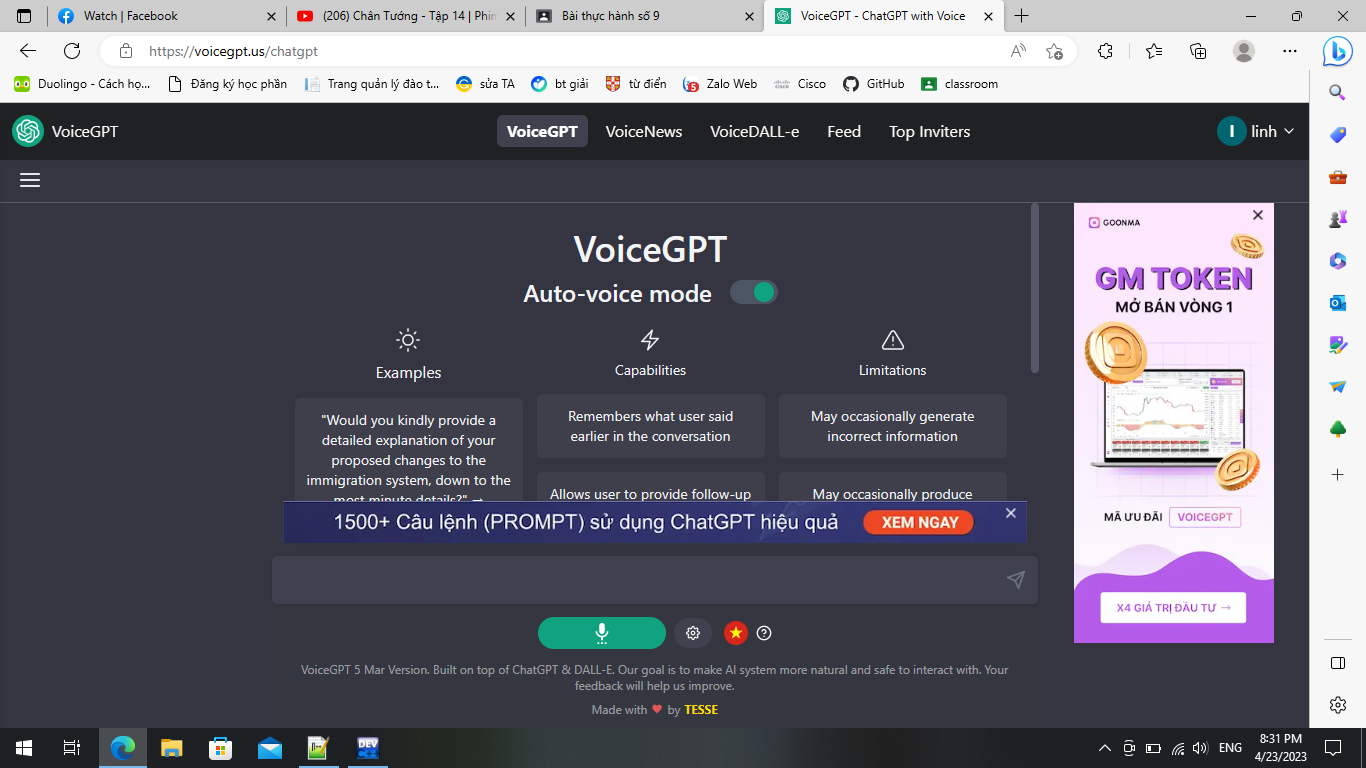 Watch | Facebook
(206) Chân Tướng - Tập 14 | Phim
Bài thực hành số 9
VoiceGPT - ChatGPT with Voice
https://voicegpt.us/chatgpt
Duolingo - Cách họ...
Đăng ký học phần
Trang quản lý đào t...
sửa TA
bt giải
từ điển
Zalo Web
Cisco
GitHub
classroom
VoiceGPT
VoiceGPT
VoiceNews
VoiceDALL-e
Feed
Top Inviters
l
linh
VoiceGPT
Auto-voice mode
Examples
"Would you kindly provide a
detailed explanation of your
proposed changes to the
immigration system, down to the
most minute details?" →
Capabilities
Remembers what user said
earlier in the conversation
Allows user to provide follow-up
Limitations
May occasionally generate
incorrect information
May occasionally produce
1500+ Câu lệnh (PROMPT) sử dụng ChatGPT hiệu quả
XEM NGAY
GOONMA
GM TOKEN
MỞ BÁN VÒNG 1
MÃ ƯU ĐÃI VOICEGPT
X4 GIÁ TRỊ ĐẦU TƯ →
VoiceGPT 5 Mar Version. Built on top of ChatGPT & DALL-E. Our goal is to make AI system more natural and safe to interact with. Your
feedback will help us improve.
Made with ♥ by TESSE
DEV
ENG
8:31 PM
4/23/2023